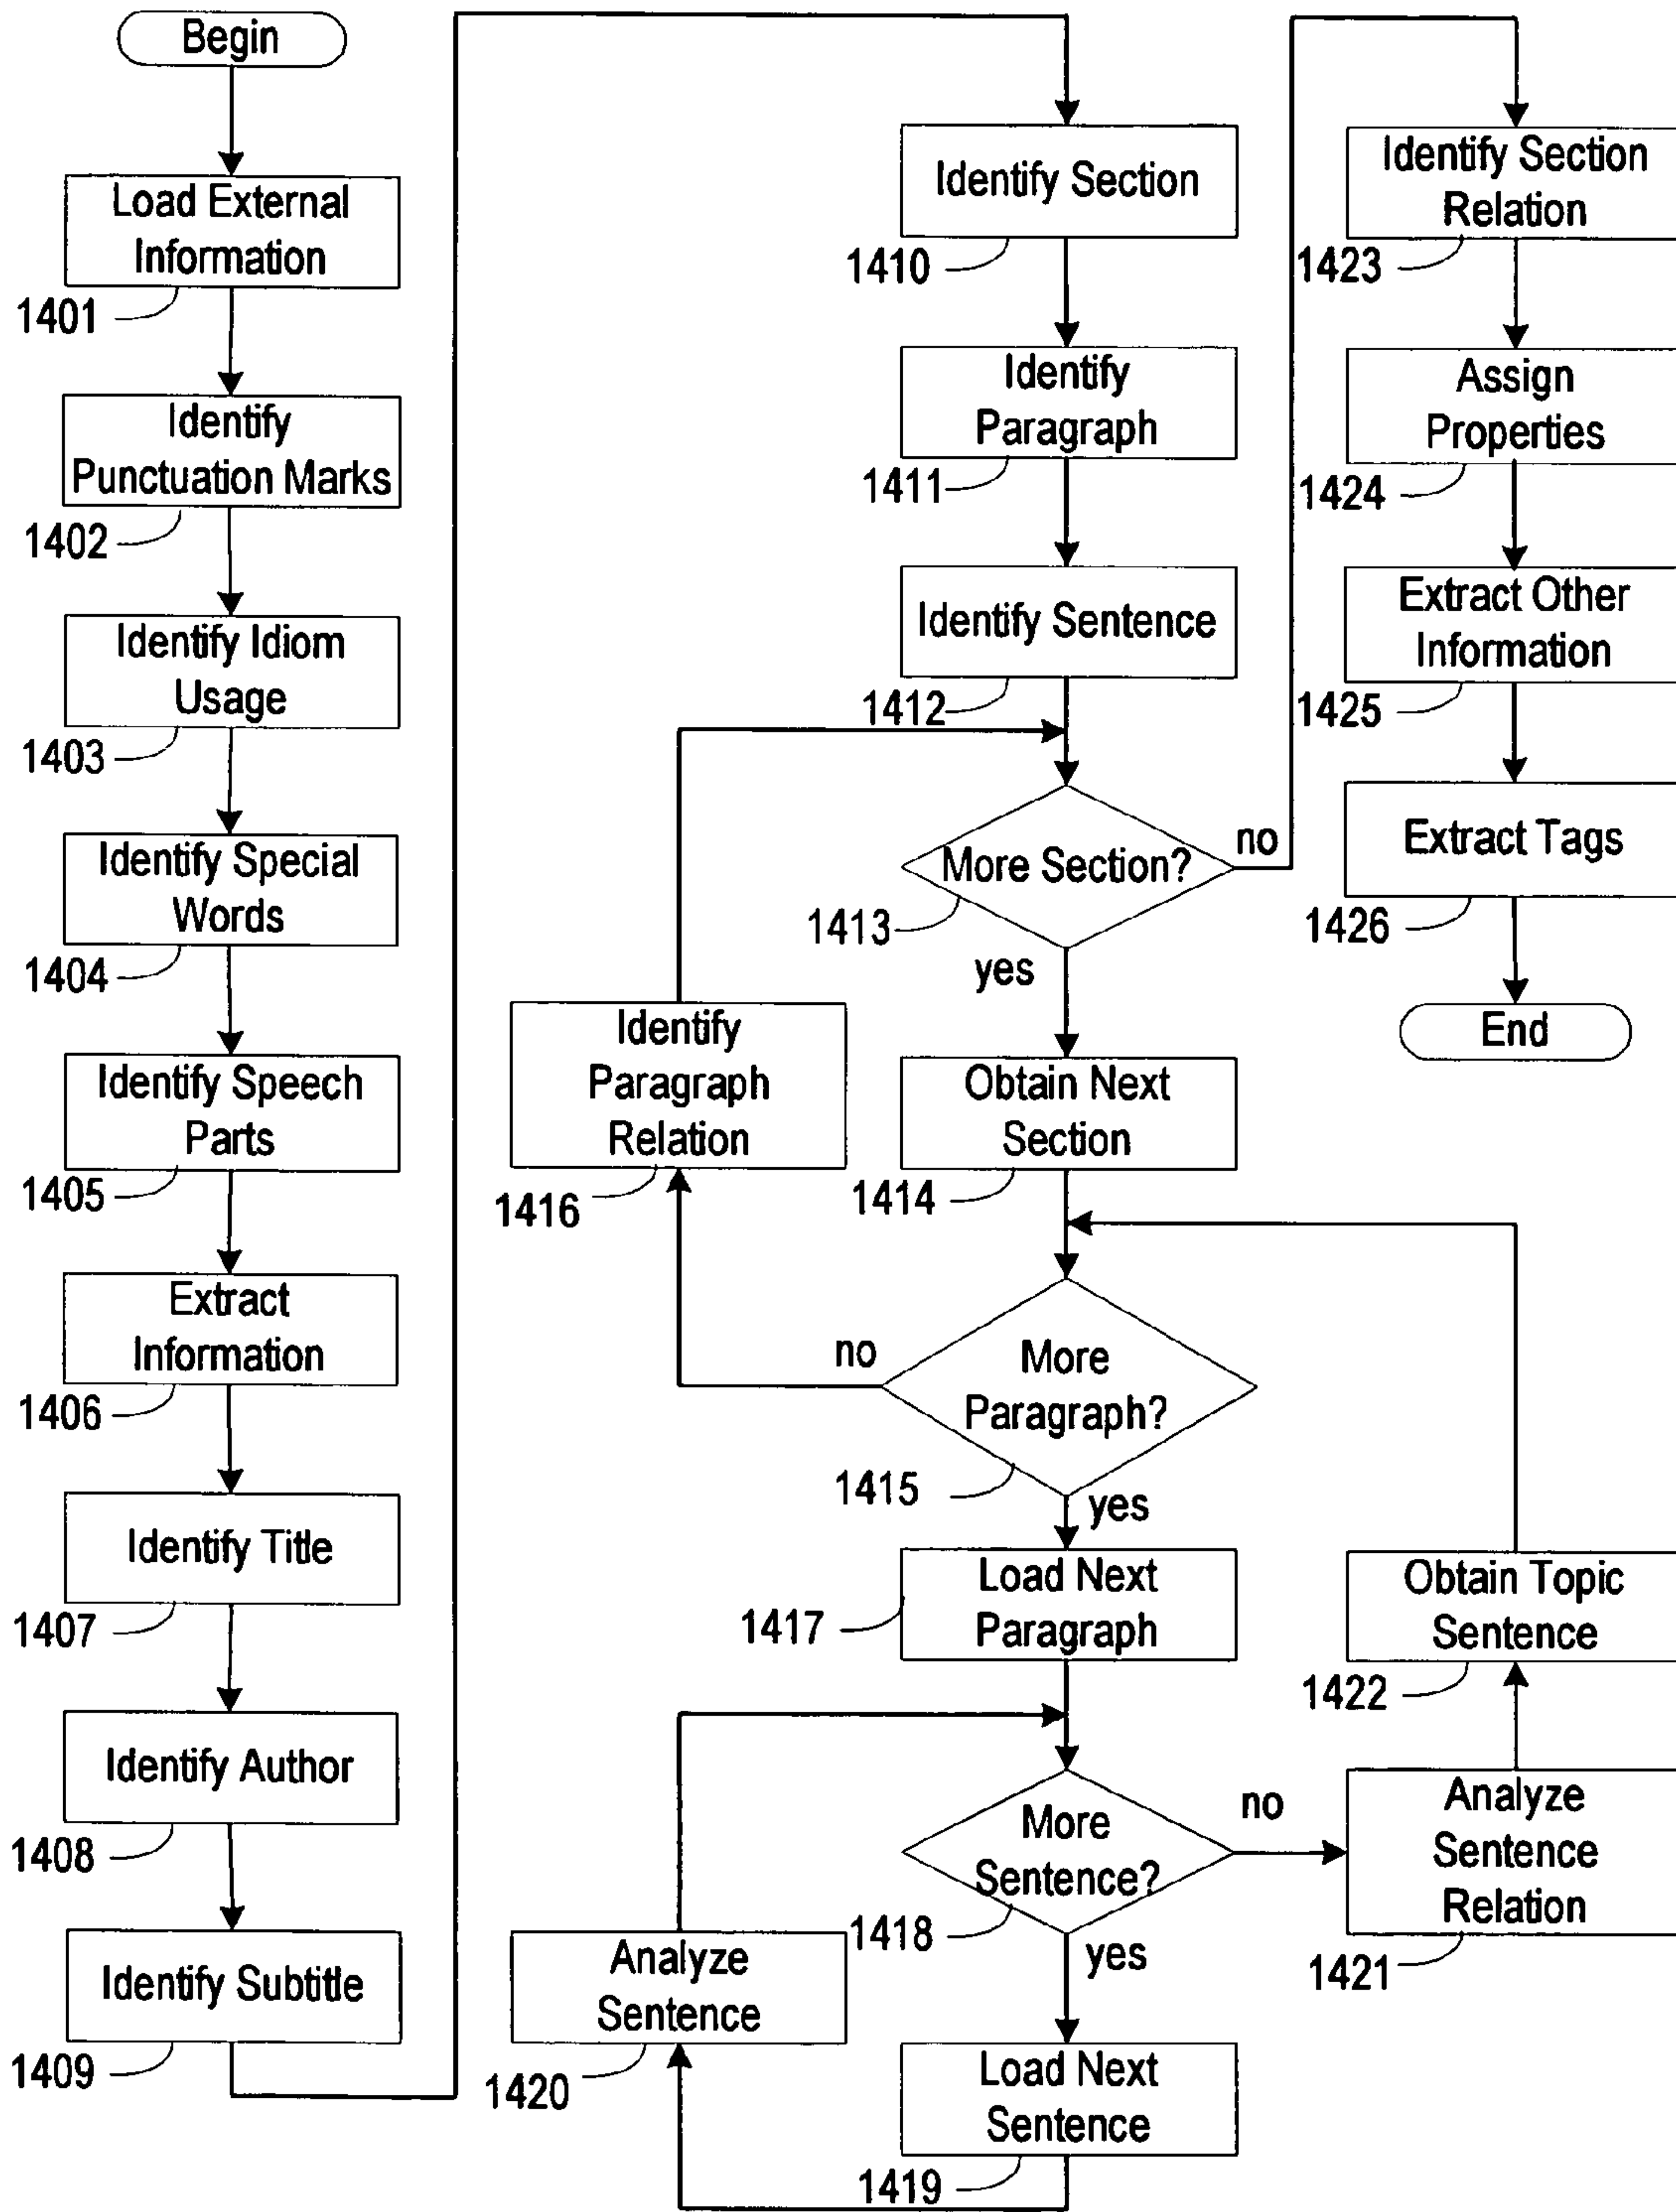 Begin
Load External
Information
1401
Identify
Punctuation Marks
1402
Identify Idiom
Usage
1403
Identify Special
Words
1404
Identify Speech
Parts
1405
Extract
Information
1406
Identify Title
1407
Identify Author
1408
Identify Subtitle
1409
Identify Section
1410
Identify
Paragraph
1411
Identify Sentence
1412
More Section?
1413
no
yes
Obtain Next
Section
1414
More
Paragraph?
1415
no
yes
Identify
Paragraph
Relation
1416
Load Next
Paragraph
1417
More
Sentence?
1418
no
yes
Load Next
Sentence
1419
Analyze
Sentence
1420
Analyze
Sentence
Relation
1421
Obtain Topic
Sentence
1422
Identify Section
Relation
1423
Assign
Properties
1424
Extract Other
Information
1425
Extract Tags
1426
End